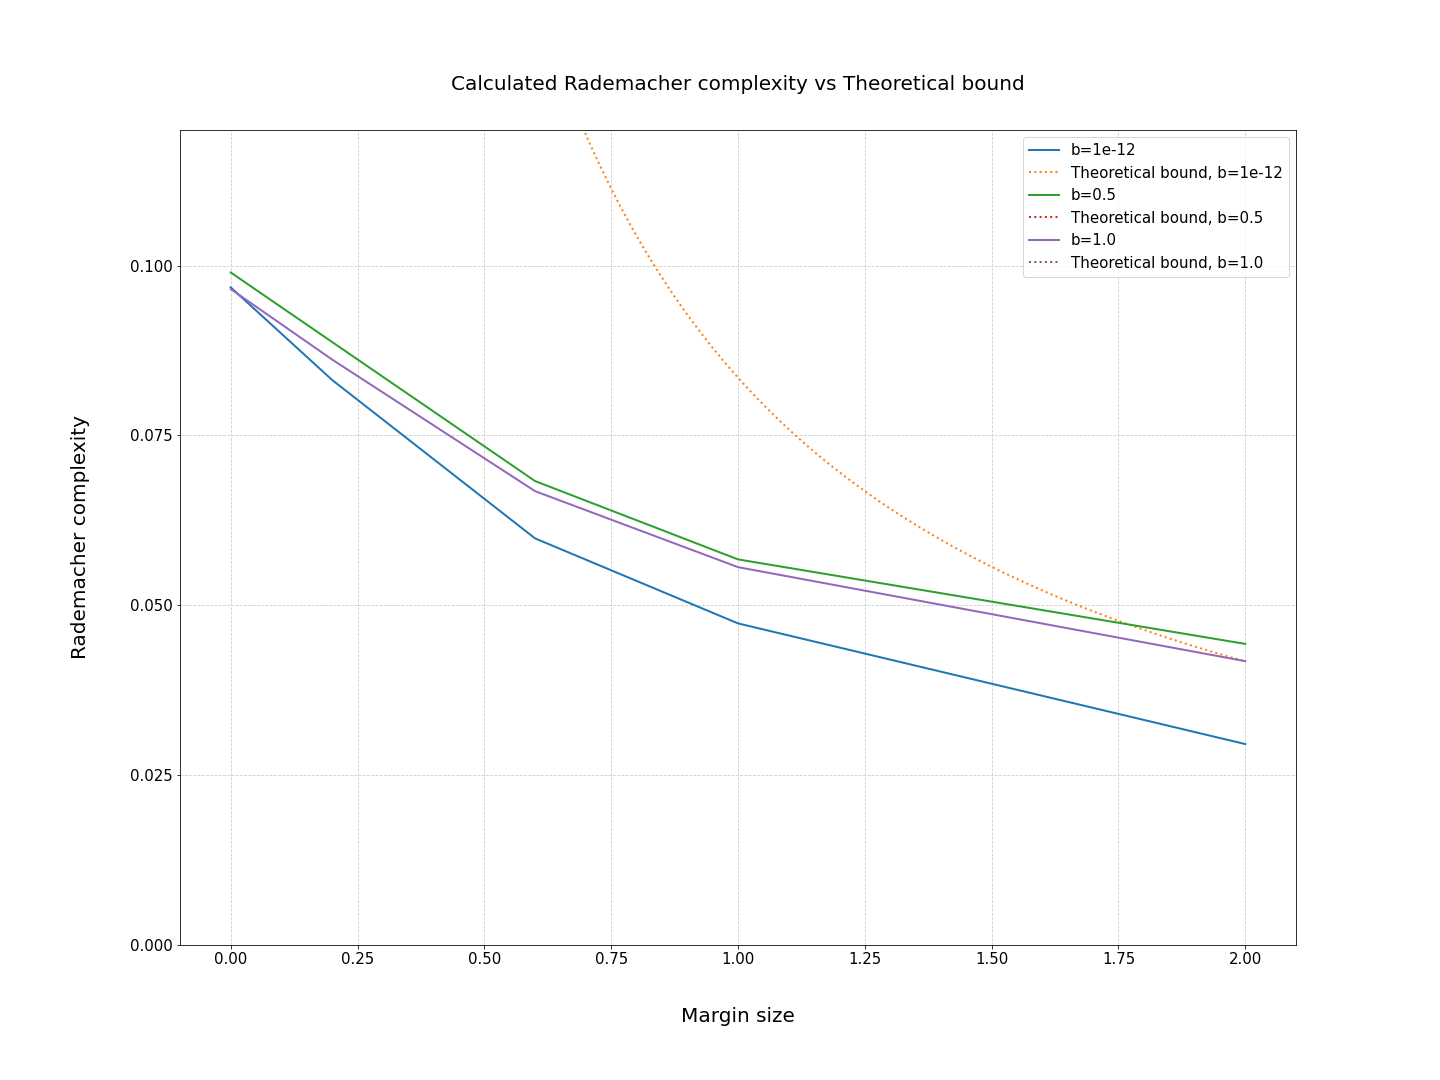 Calculated Rademacher complexity vs Theoretical bound
b=1e-12
Theoretical bound, b=1e-12
b=0.5
Theoretical bound, b=0.5
b=1.0
Theoretical bound, b=1.0
Rademacher complexity
0.100
0.075
0.050
0.025
0.000
0.00 0.25 0.50 0.75 1.00 1.25 1.50 1.75 2.00
Margin size